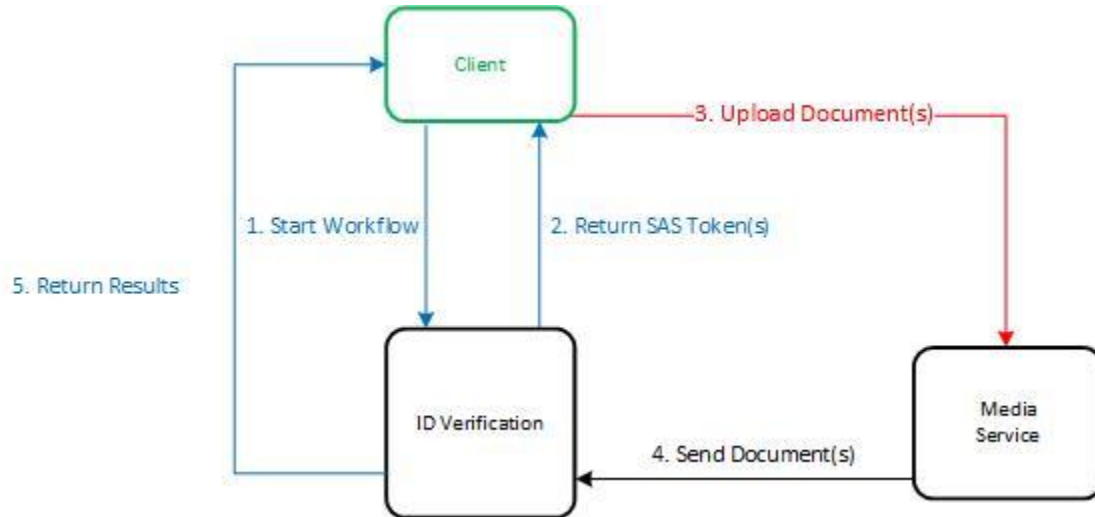 Client
3. Upload Document(s)
1. Start Workflow
2. Return SAS Token(s)
5. Return Results
ID Verification
Media
Service
4. Send Document(s)